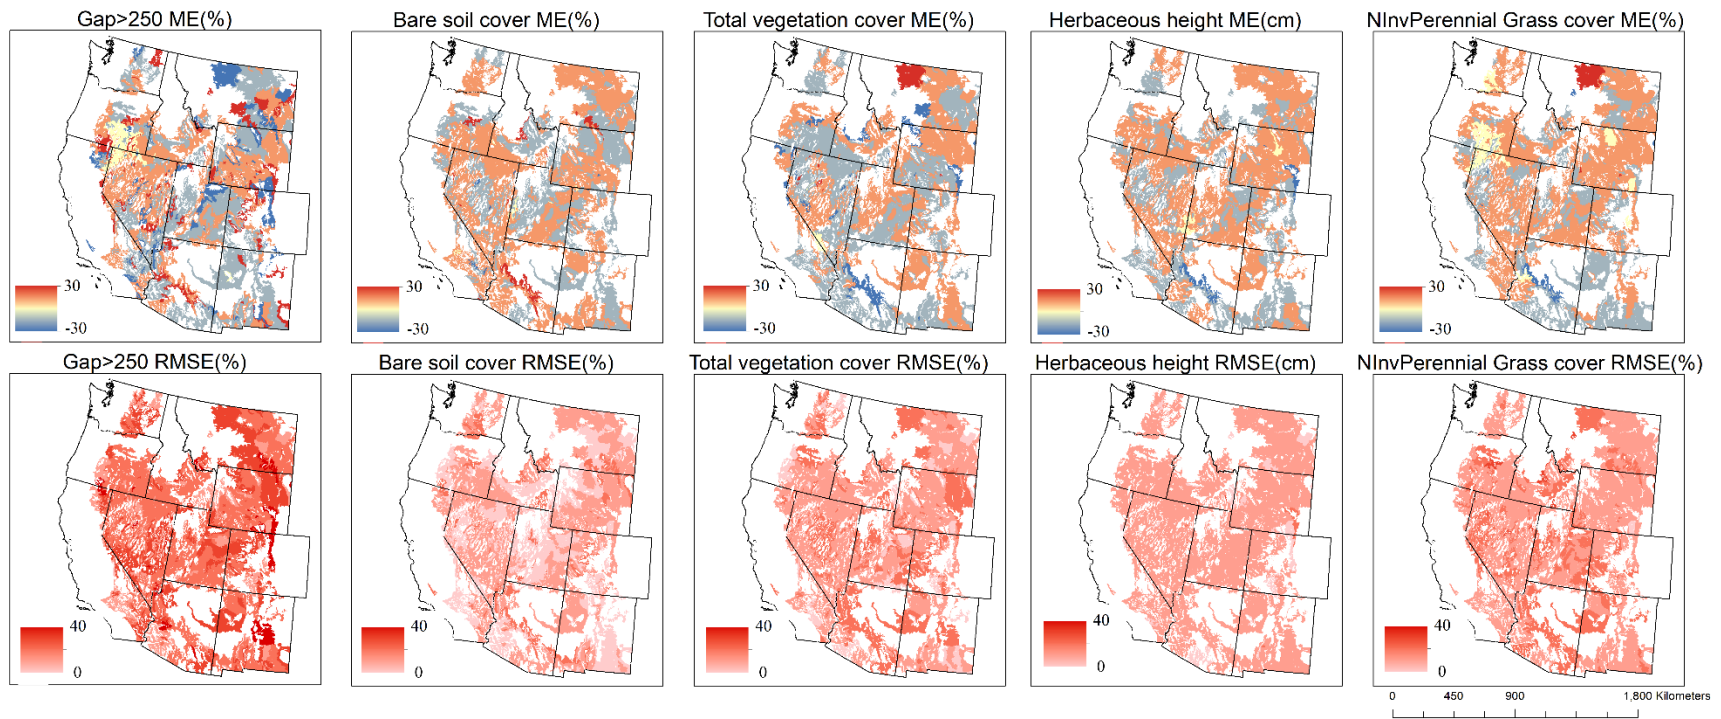 Gap>250 ME(%)
Bare soil cover ME(%)
Total vegetation cover ME(%)
Herbaceous height ME(cm)
NInvPerennial Grass cover ME(%)
30
-30
30
-30
30
-30
30
-30
30
-30
Gap>250 RMSE(%)
Bare soil cover RMSE(%)
Total vegetation cover RMSE(%)
Herbaceous height RMSE(cm)
NInvPerennial Grass cover RMSE(%)
40
0
40
0
40
0
40
0
40
0
0 450 900 1,800 Kilometers